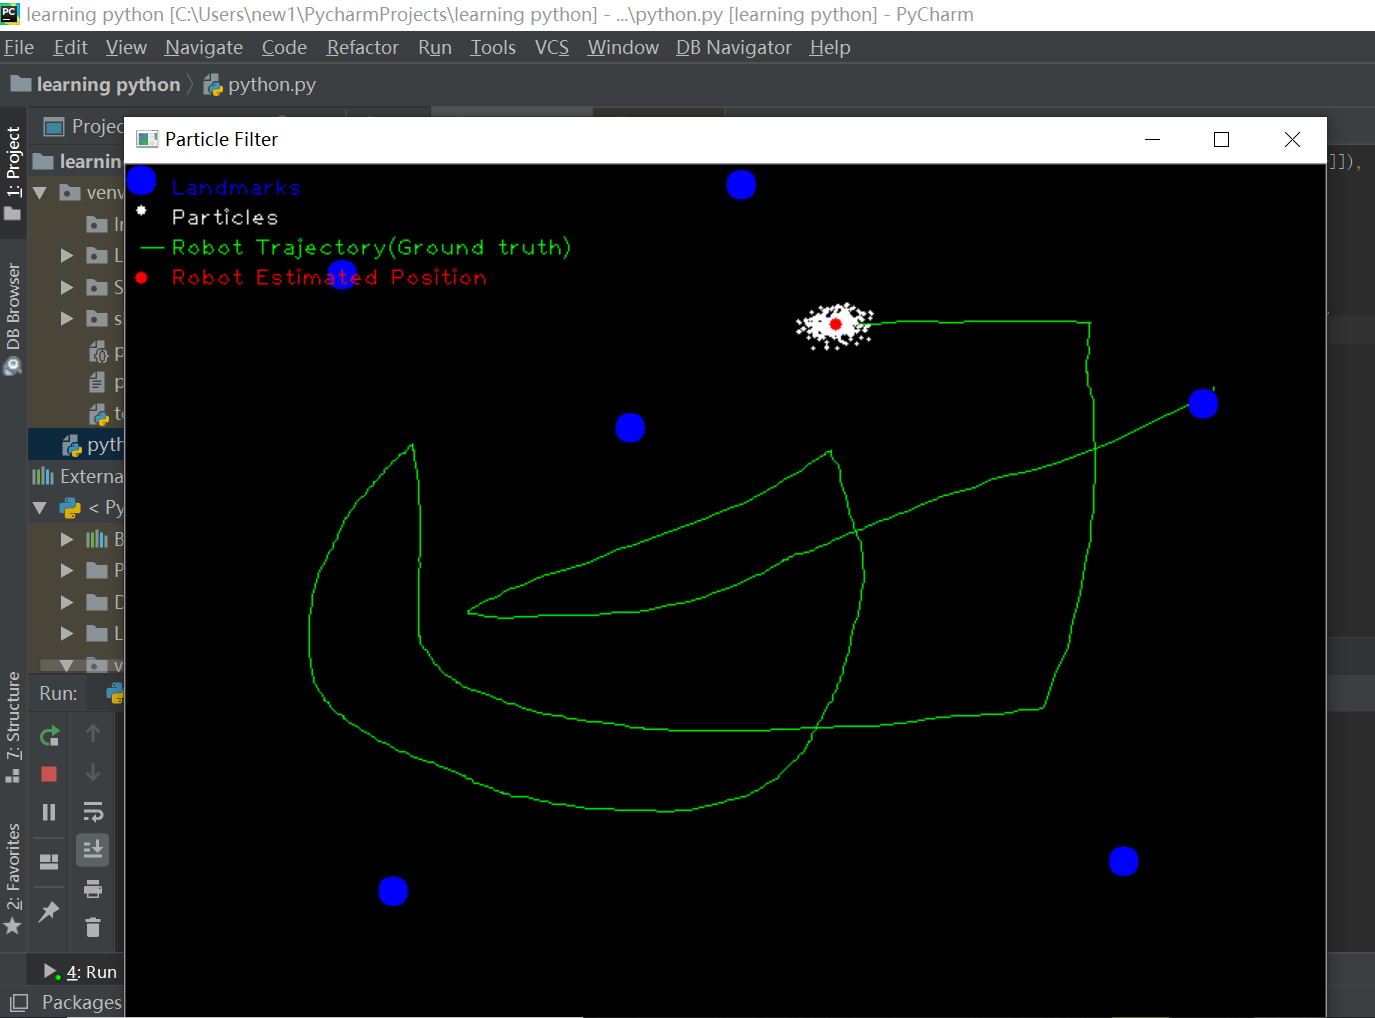 PC learning python [C:\Users\new1\PycharmProjects\learning python] - ...\python.py [learning python] - PyCharm
File Edit View Navigate Code Refactor Run Tools VCS Window DB Navigator Help
learning python python.py
Projec
Particle Filter
1: Project
learnin
]]),
venv
Landmarks
Particles
Robot Trajectory(Ground truth)
Robot Estimated Position
L
S
s
DB Browser
p
p
te
pyth
Externa
< Py
B
P
D
L
v
7: Structure
Run:
2: Favorites
4: Run
Packages